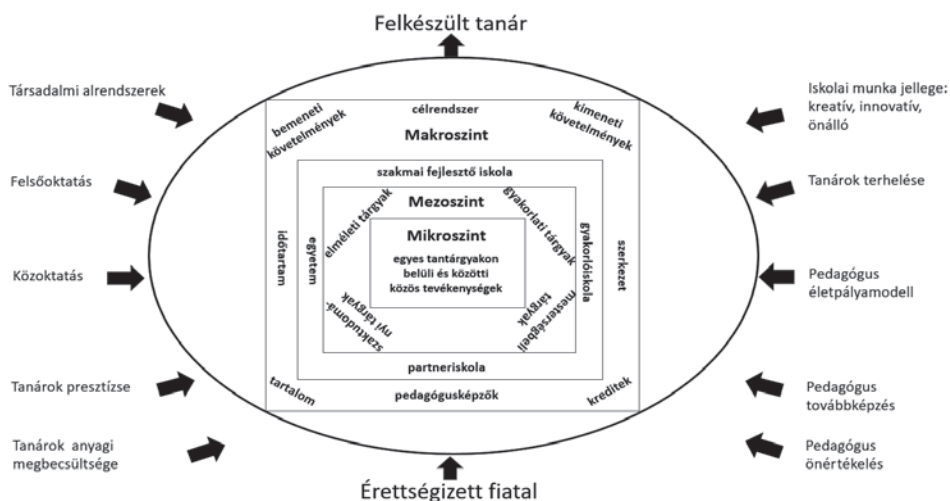 Felkészült tanár
Társadalmi alrendszerek
Felsőoktatás
Közoktatás
Tanárok presztízse
Tanárok anyagi
megbecsültsége
célrendszer
bemeneti
követelmények
kimeneti
követelmények
Makroszint
szakmai fejlesztő iskola
Mezoszint
elméleti tárgyak
gyakorlati tárgyak
Mikroszint
egyes tantárgyakon
belüli és közötti
közös tevékenységek
időtartam
egyetem
gyakorlóiskola
szerkezet
szaktudomá-
nyi tárgyak
mesterségbeli
tárgyak
partneriskola
tartalom
pedagógusképzők
kreditek
Iskolai munka jellege:
kreatív, innovatív,
önálló
Tanárok terhelése
Pedagógus
életpályamodell
Pedagógus
továbbképzés
Pedagógus
önértékelés
Érettségizett fiatal